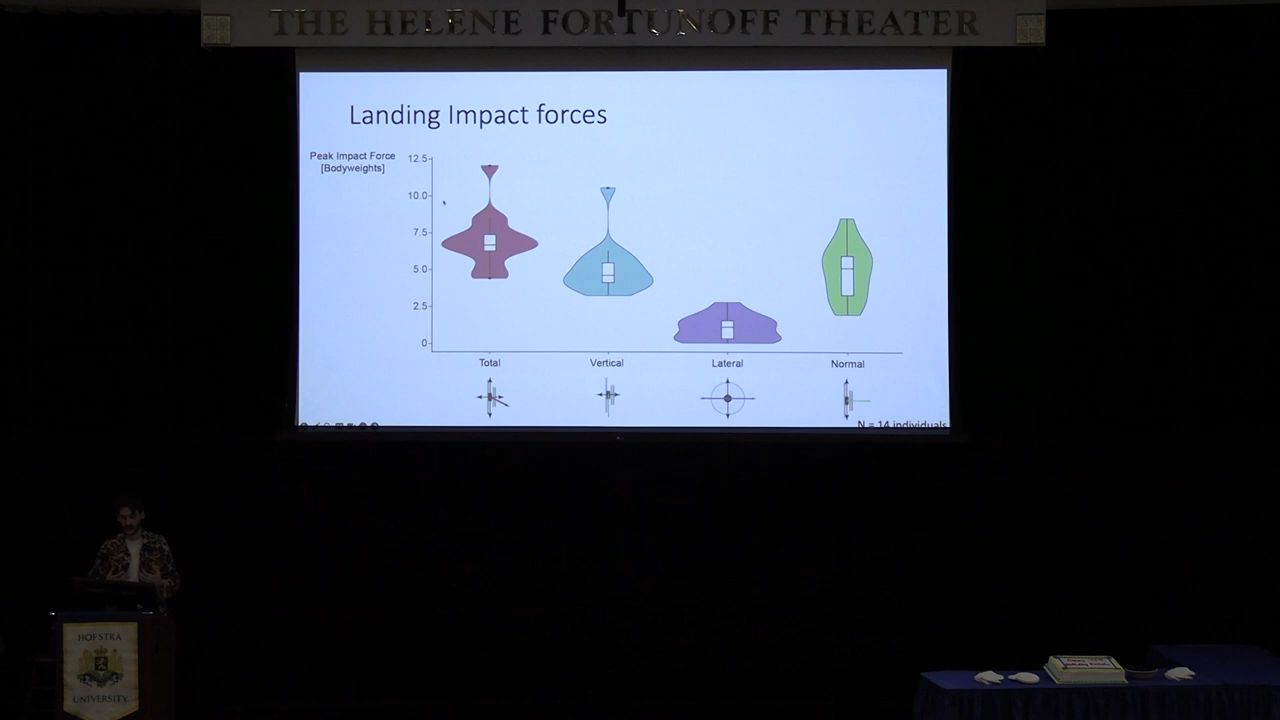 THE HELENE FORTUNOFF THEATER
Landing Impact forces
Peak Impact Force
[Bodyweights]
12.5
10.0
7.5
5.0
2.5
0
Total
Vertical
Lateral
Normal
N = 14 individuals
HOFSTRA
UNIVERSITY